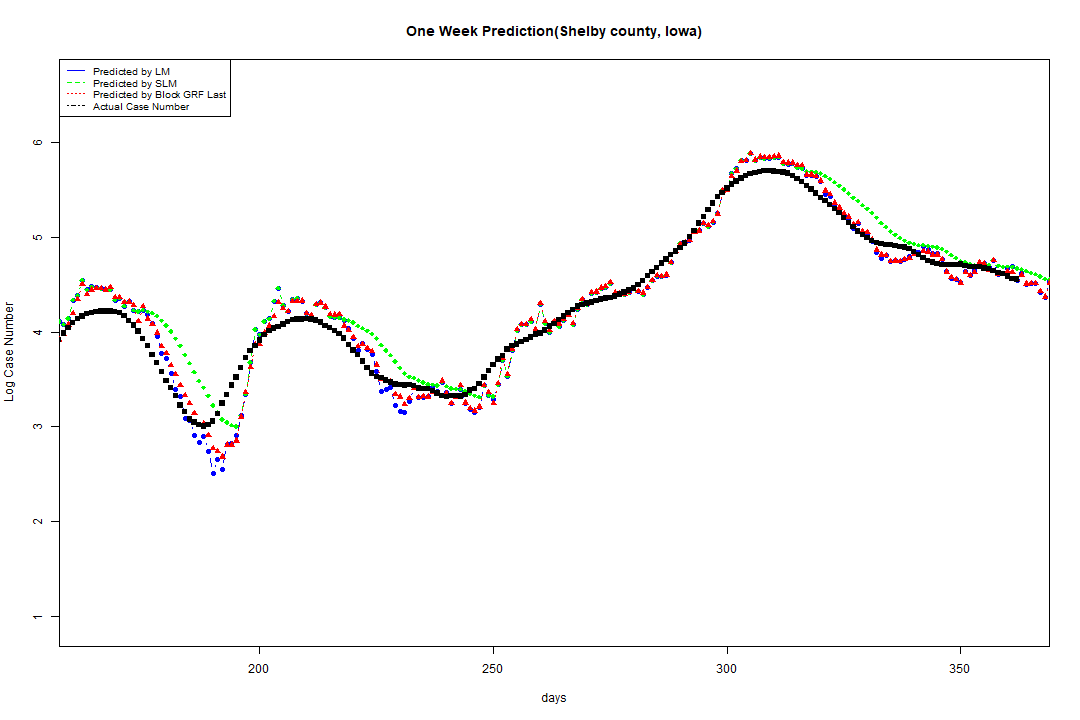 One Week Prediction(Shelby county, Iowa)
Predicted by LM
Predicted by SLM
Predicted by Block GRF Last
Actual Case Number
6
5
4
3
2
1
Log Case Number
200
250
300
350
days